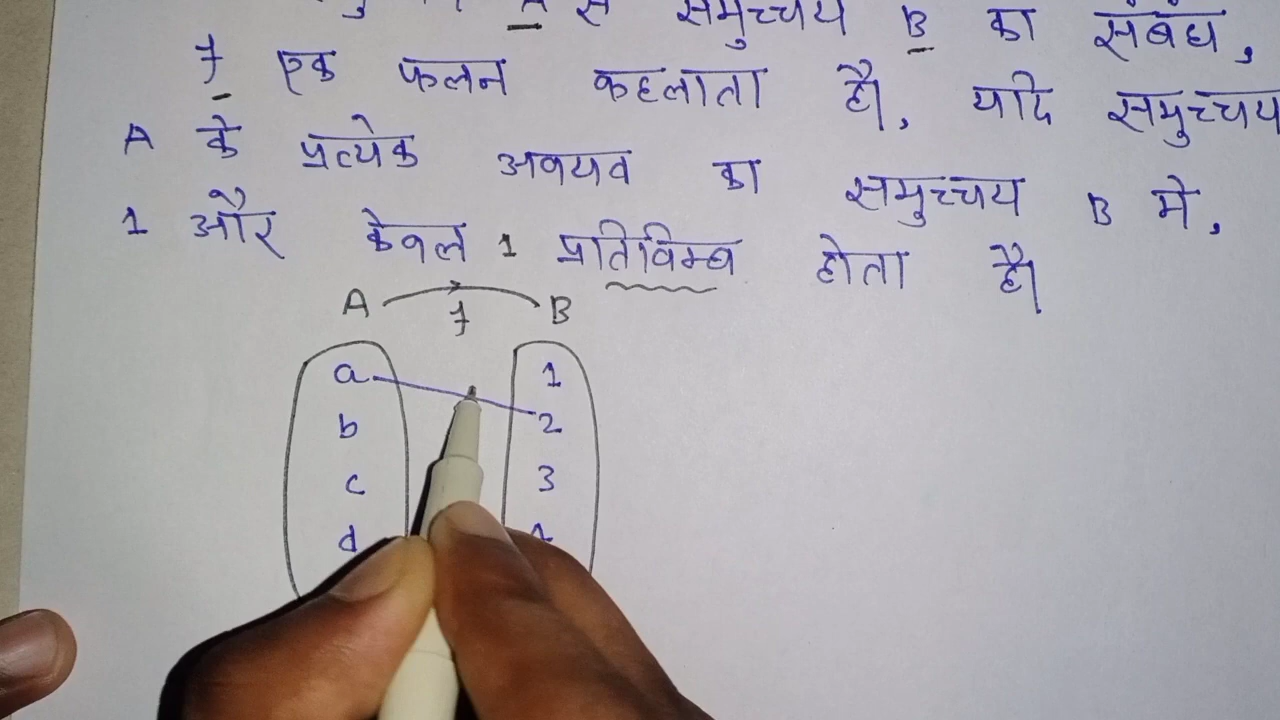 A से समुच्चय B का संबंध,
f एक फलन कहलाता है, यदि समुच्चय
A के प्रत्येक अवयव का समुच्चय B मे,
1 और केवल 1 प्रतिविम्ब होता है।
A f B
a 1
b 2
c 3
d